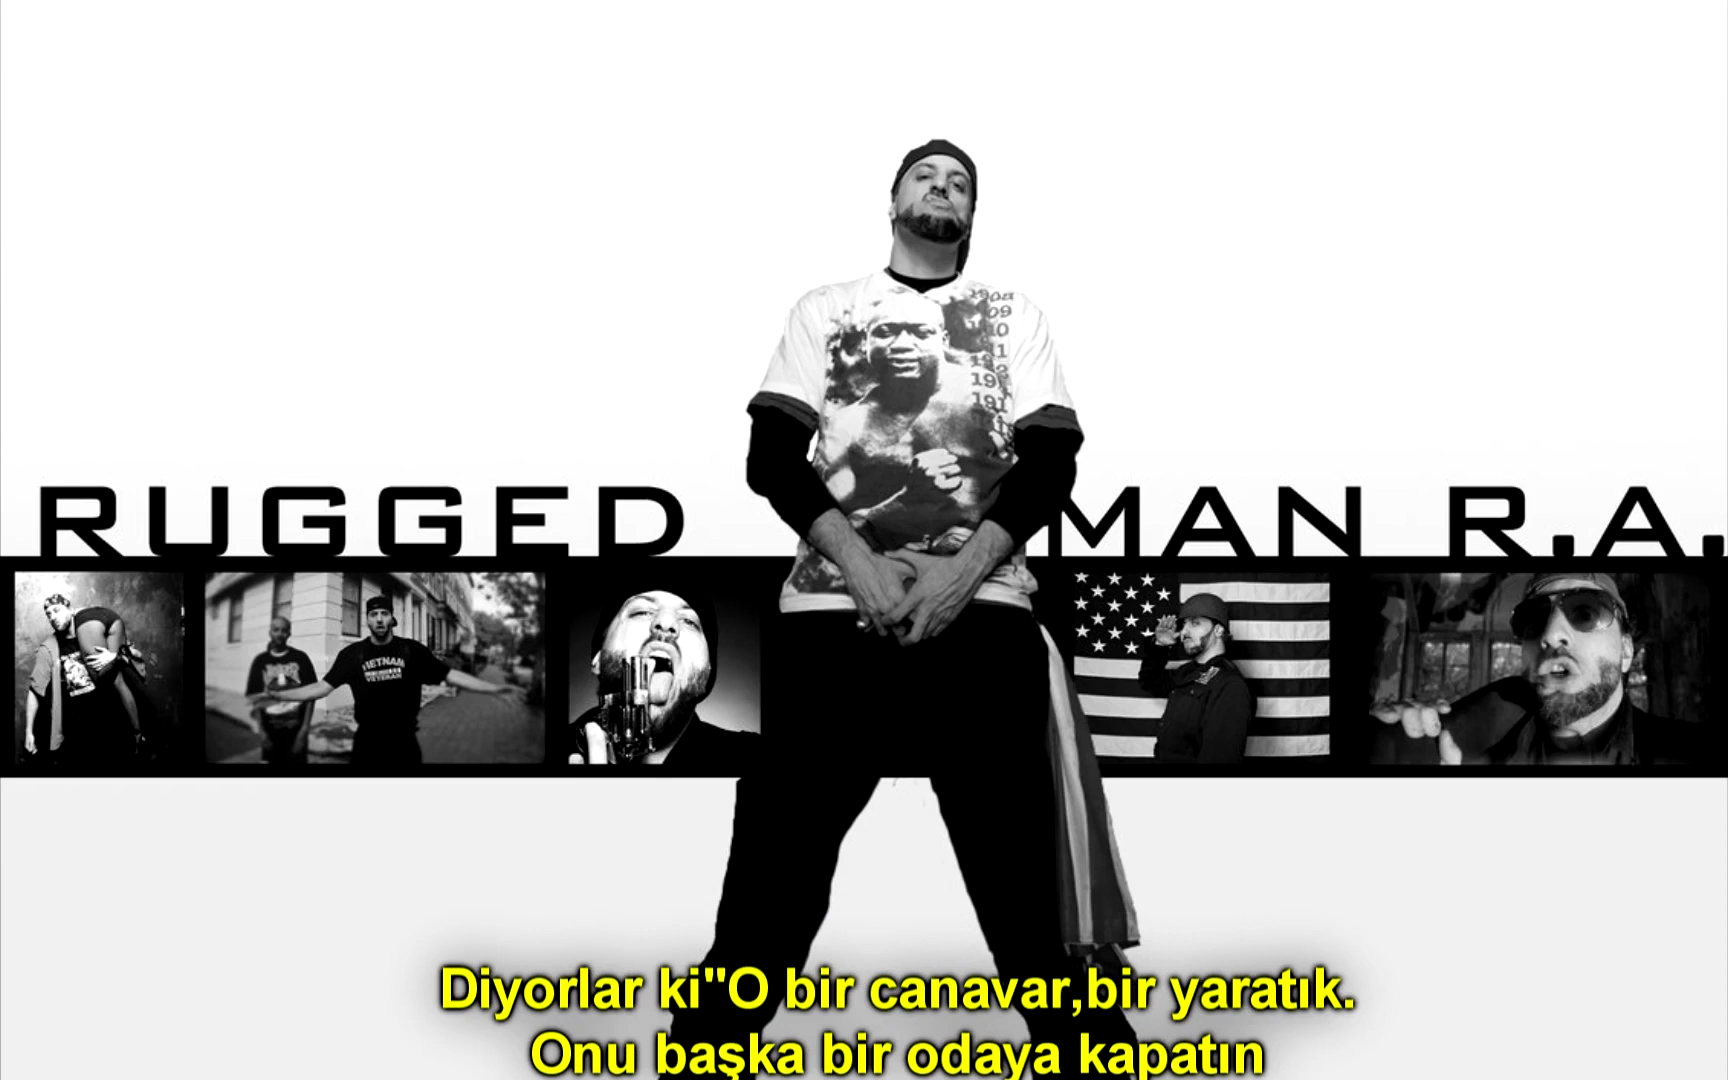 RUGGED MAN R.A.
VIETNAM
VETERAN
Diyorlar ki"O bir canavar,bir yaratık.
Onu başka bir odaya kapatın